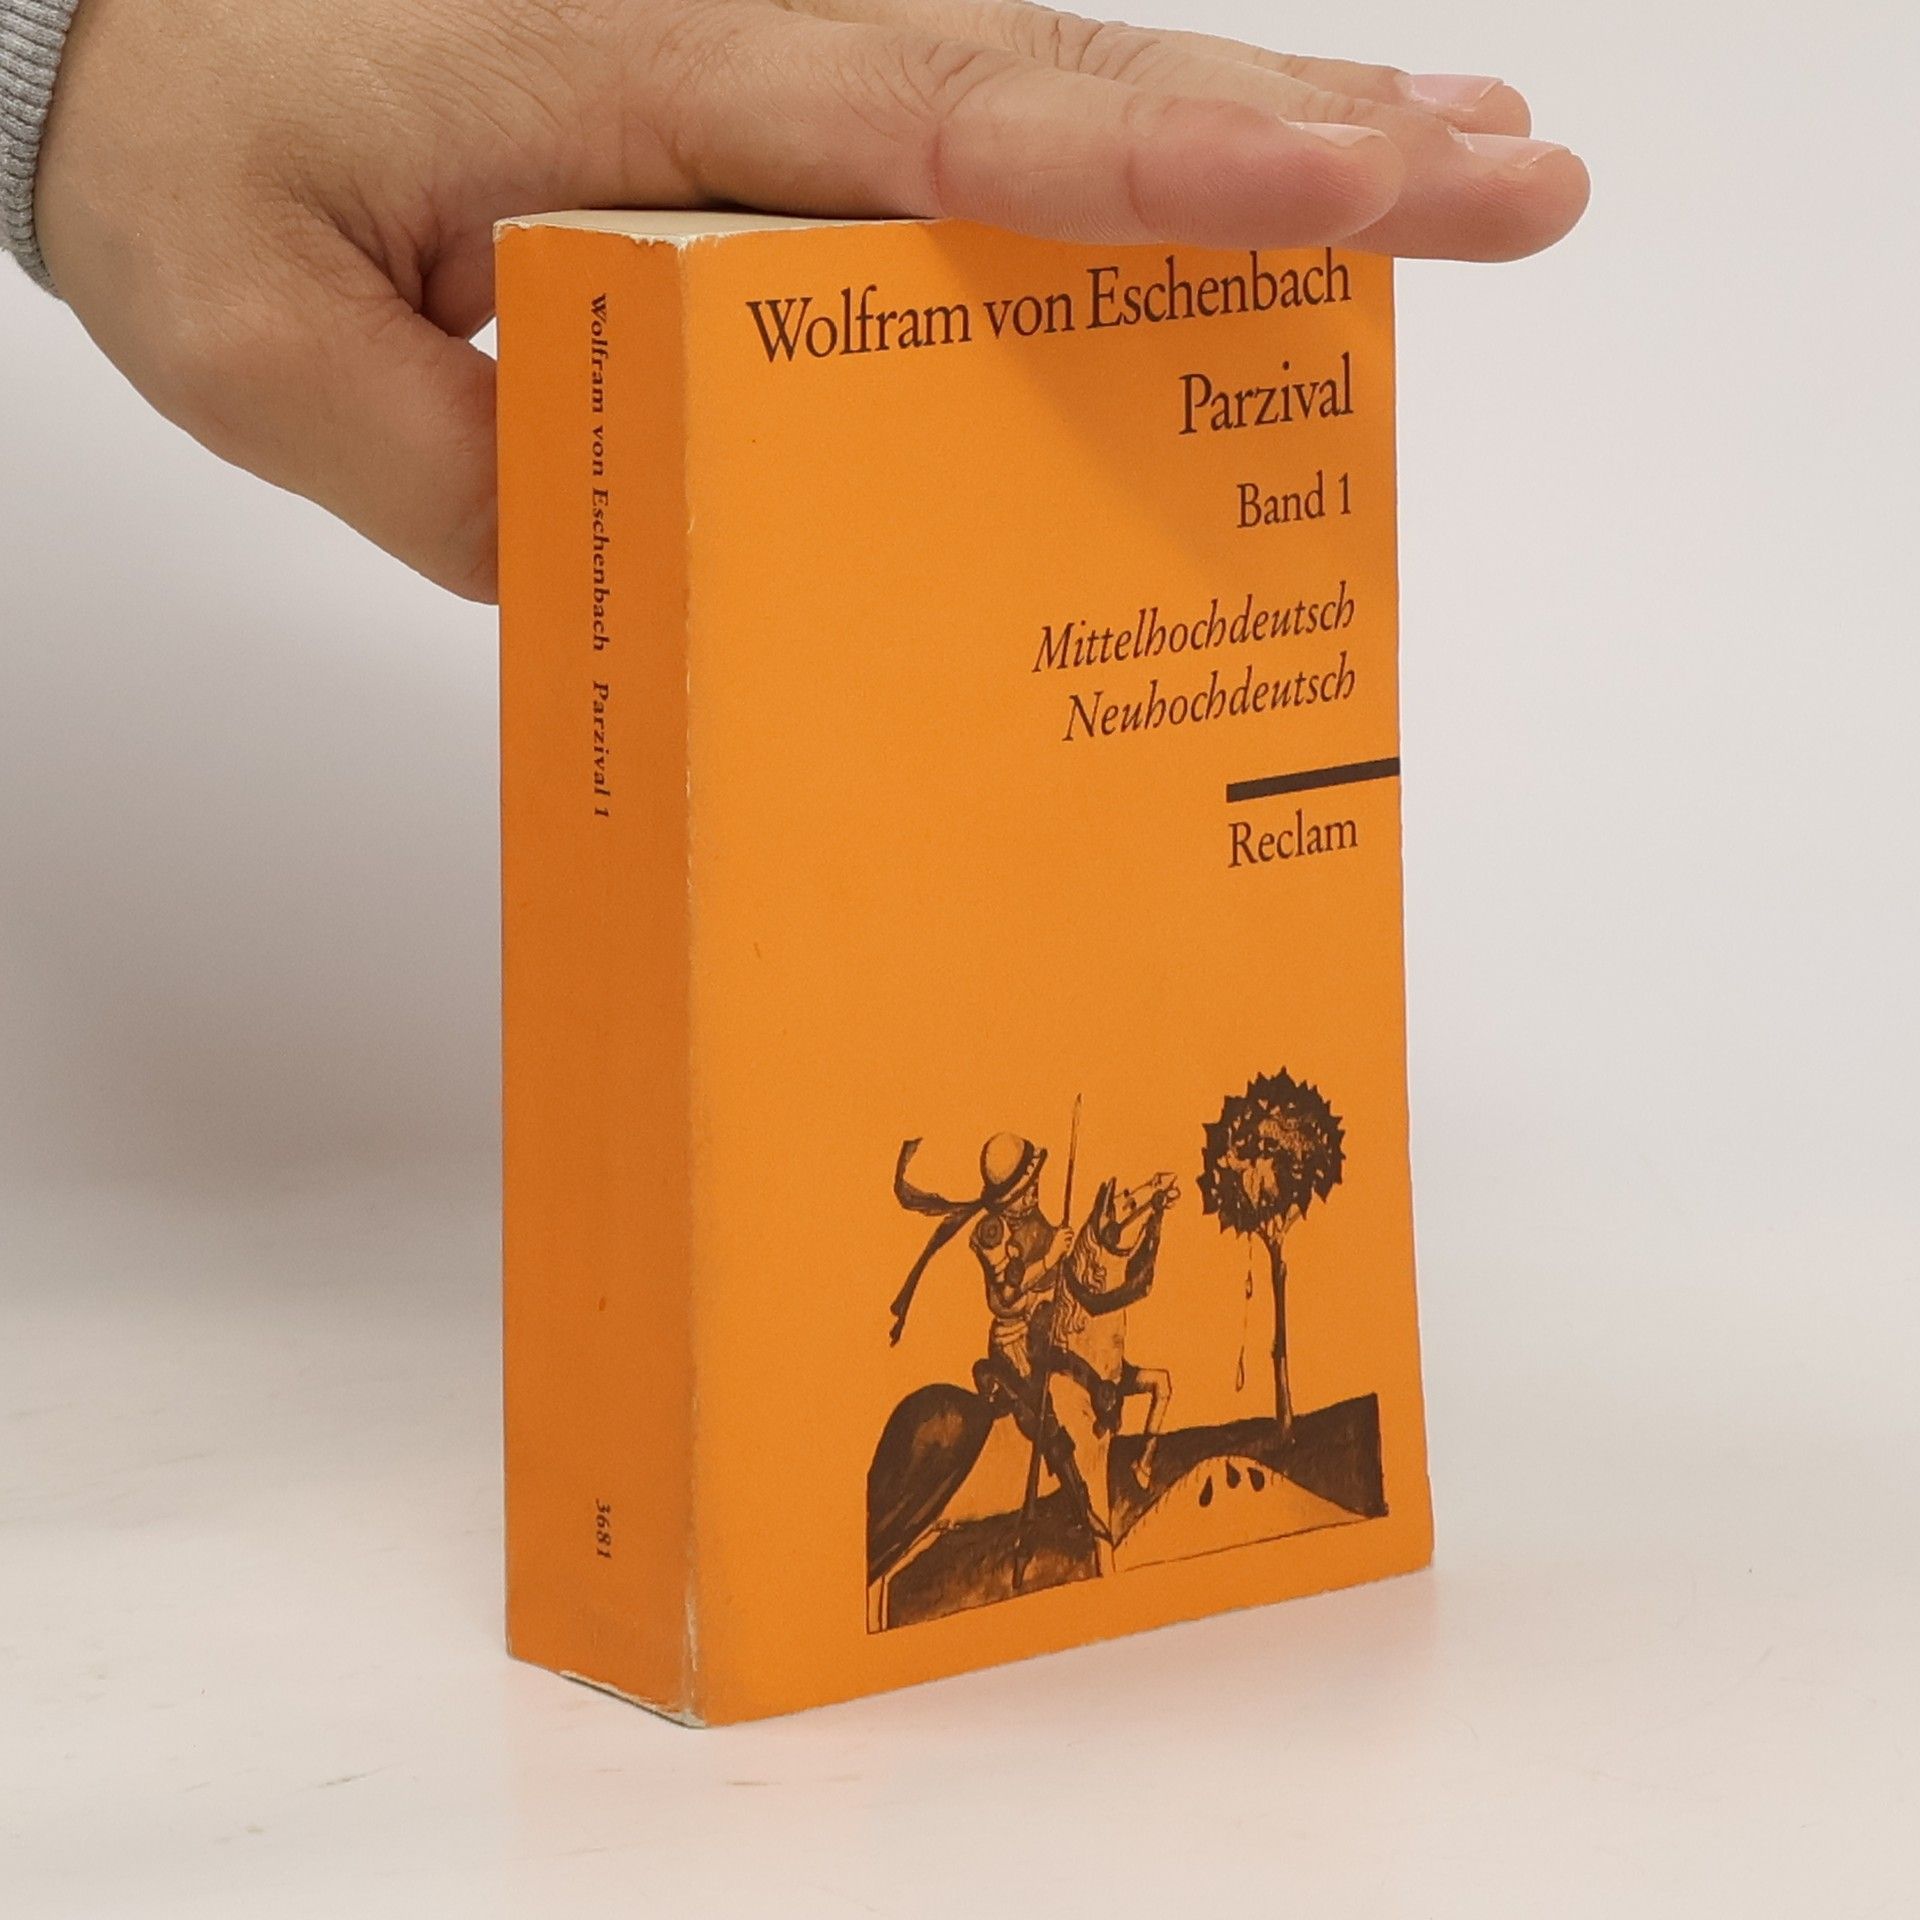 Wolfram von Eschenbach
Parzival
Band 1
Mittelhochdeutsch
Neuhochdeutsch
Reclam
Wolfram von Eschenbach Parzival 1
3681